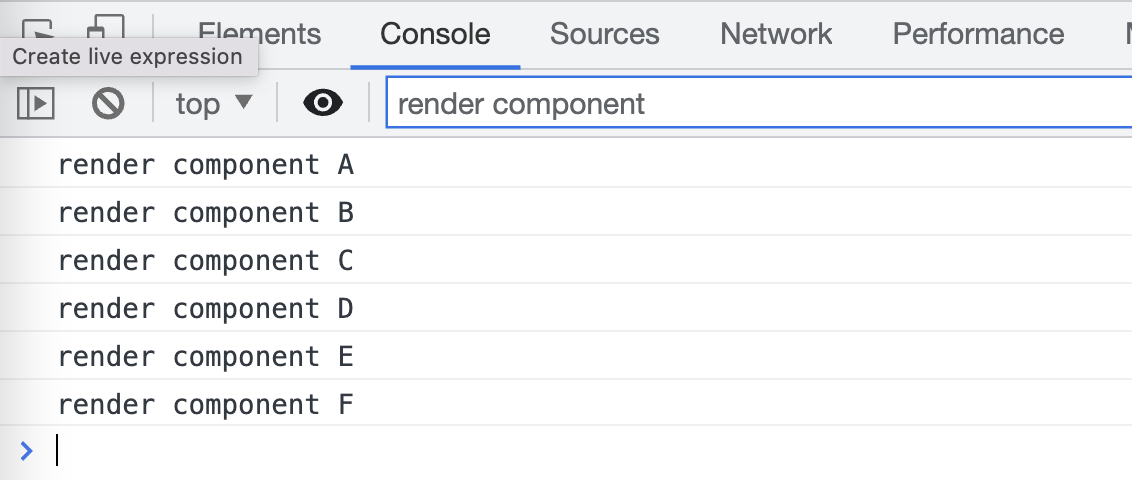 Elements Console Sources Network Performance
Create live expression
top render component
render component A
render component B
render component C
render component D
render component E
render component F